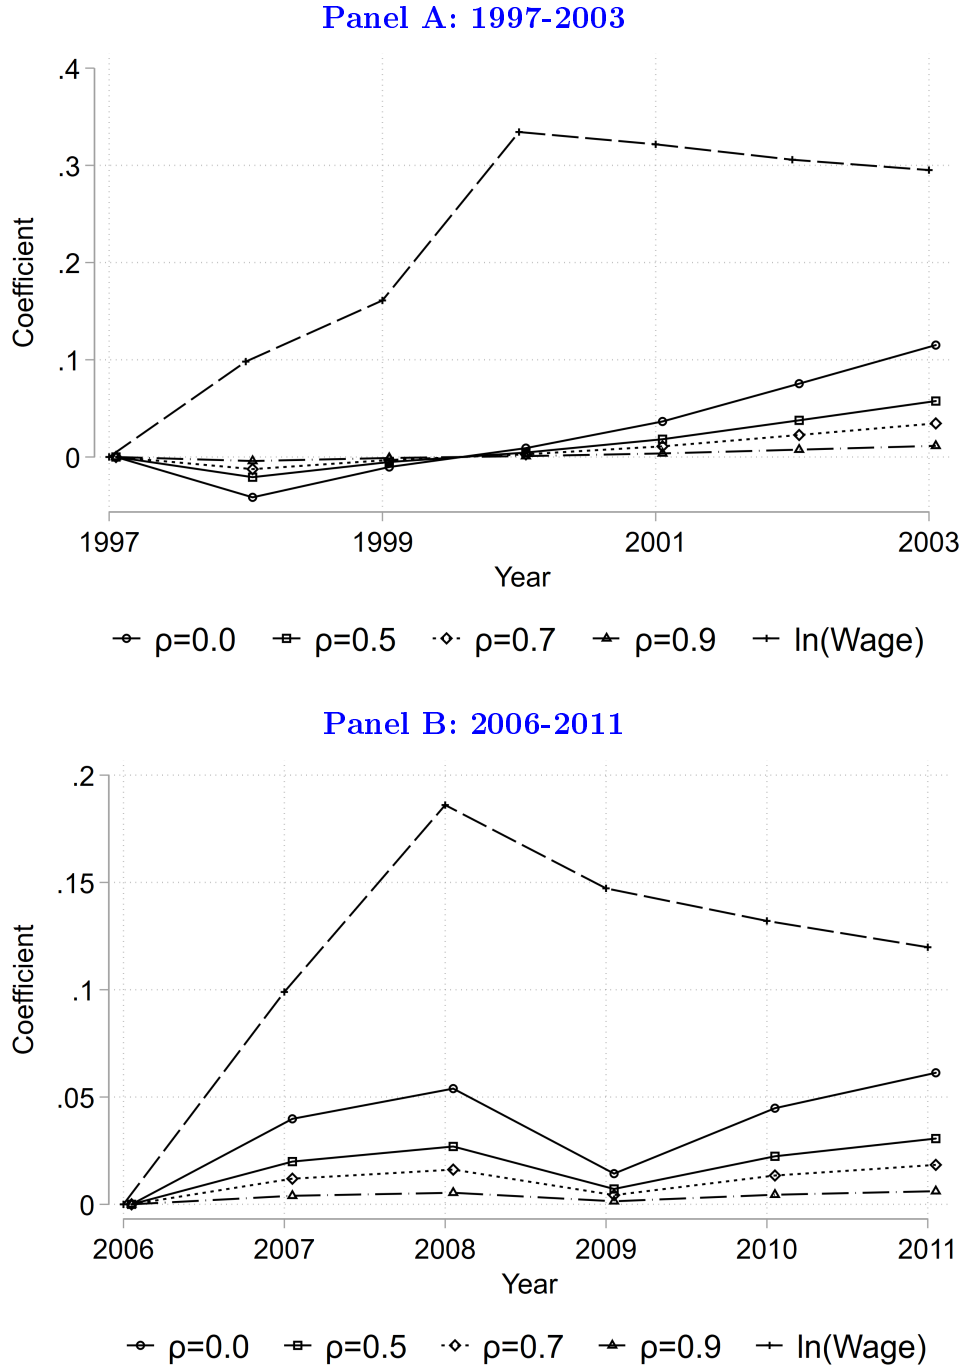 Panel A: 1997-2003
.4
.3
.2
.1
0
Coefficient
1997 1999 2001 2003
Year
ρ=0.0 ρ=0.5 ρ=0.7 ρ=0.9 ln(Wage)
Panel B: 2006-2011
.2
.15
.1
.05
0
Coefficient
2006 2007 2008 2009 2010 2011
Year
ρ=0.0 ρ=0.5 ρ=0.7 ρ=0.9 ln(Wage)